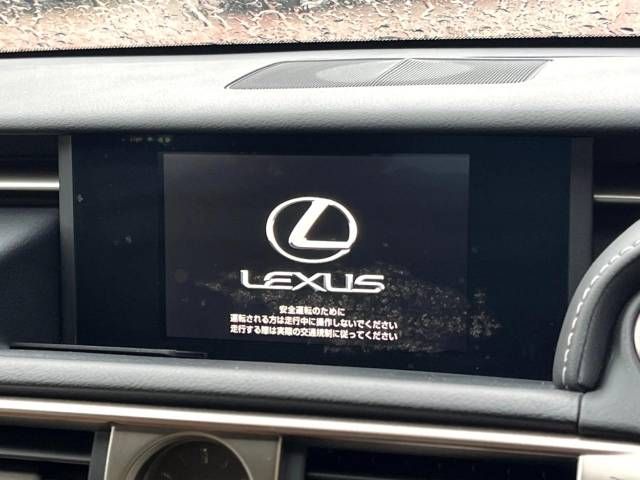 LEXUS
安全運転のために
運転される方は走行中に操作しないでください
走行する際は実際の交通規制に従ってください